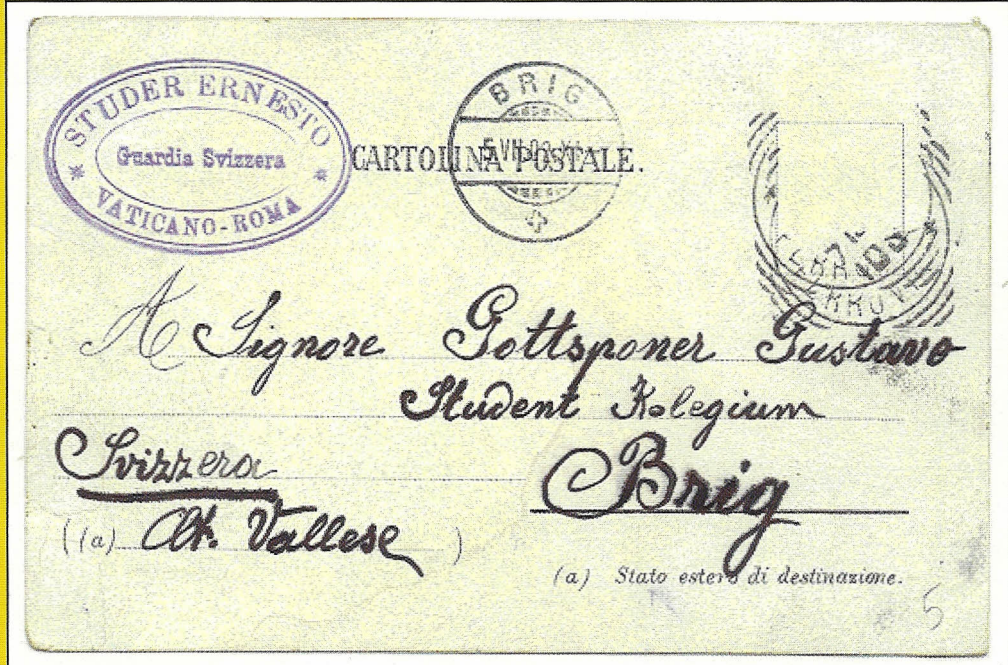 STUDER ERNESTO
Guardia Svizzera
VATICANO-ROMA
BRIG
CARTOLINA POSTALE.
A Signore Gottsponer Gustavo
Student Kolegium
Svizzera
Brig
(a) Ct. Vallese
(a) Stato estero di destinazione.
5